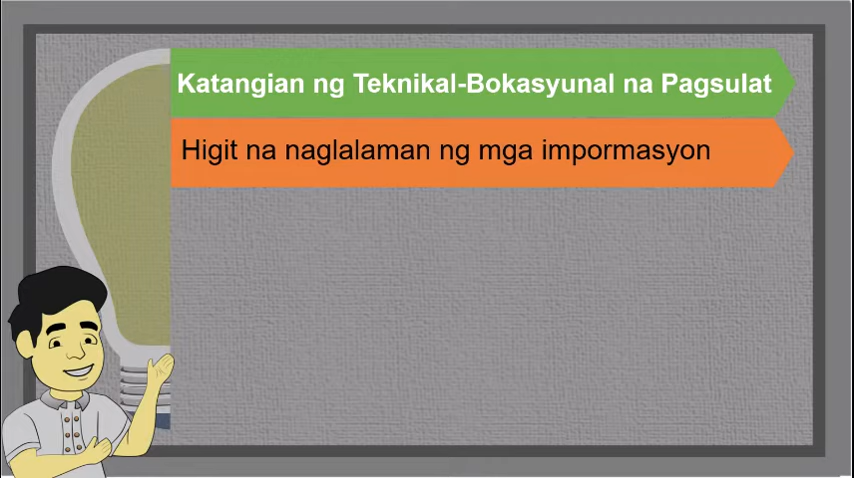 Katangian ng Teknikal-Bokasyunal na Pagsulat
Higit na naglalaman ng mga impormasyon